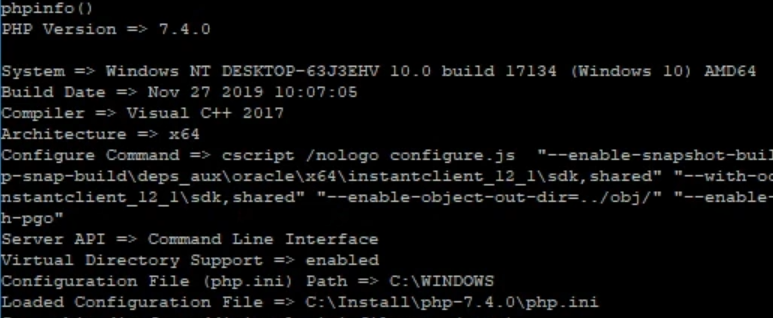 phpinfo()
PHP Version => 7.4.0
System => Windows NT DESKTOP-63J3EHV 10.0 build 17134 (Windows 10) AMD64
Build Date => Nov 27 2019 10:07:05
Compiler => Visual C++ 2017
Architecture => x64
Configure Command => cscript /nologo configure.js  "--enable-snapshot-buil
p-snap-build\deps_aux\oracle\x64\instantclient_12_1\sdk,shared" "--with-oc
nstantclient_12_1\sdk,shared" "--enable-object-out-dir=../obj/" "--enable-
h-pgo"
Server API => Command Line Interface
Virtual Directory Support => enabled
Configuration File (php.ini) Path => C:\WINDOWS
Loaded Configuration File => C:\Install\php-7.4.0\php.ini